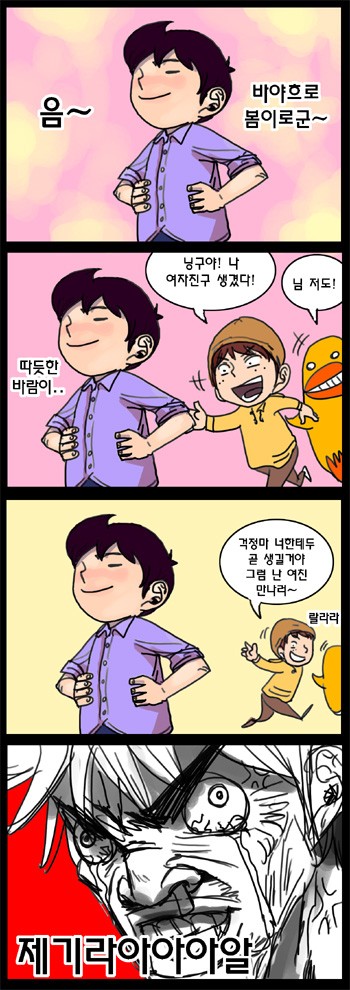 음~
바야흐로
봄이로군~
닝구야! 나
여자친구 생겼다!
님 저도!
따듯한
바람이..
걱정마 너한테두
곧 생길거야
그럼 난 여친
만나러~
랄라라
제기라아아아알